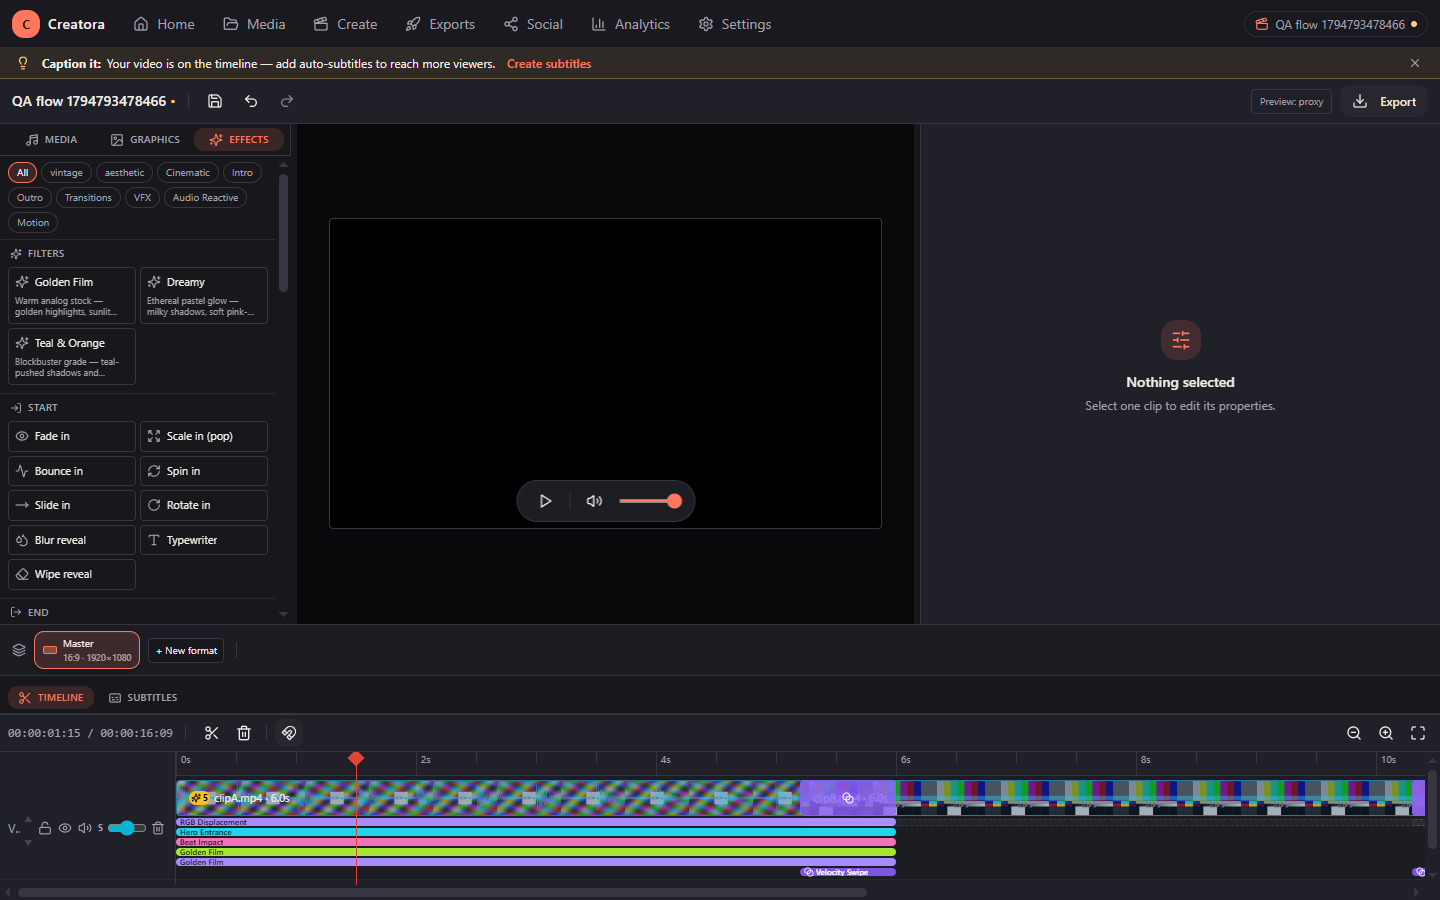 C Creatora Home Media Create Exports Social Analytics Settings QA flow 1794793478466
Caption it: Your video is on the timeline — add auto-subtitles to reach more viewers. Create subtitles
QA flow 1794793478466
Preview: proxy Export
MEDIA GRAPHICS EFFECTS
All vintage aesthetic Cinematic Intro
Outro Transitions VFX Audio Reactive
Motion
FILTERS
Golden Film
Warm analog stock —
golden highlights, sunlit...
Dreamy
Ethereal pastel glow —
milky shadows, soft pink-...
Teal & Orange
Blockbuster grade — teal-
pushed shadows and...
START
Fade in Scale in (pop)
Bounce in Spin in
Slide in Rotate in
Blur reveal Typewriter
Wipe reveal
END
Nothing selected
Select one clip to edit its properties.
Master
16:9 · 1920×1080
+ New format
TIMELINE SUBTITLES
00:00:01:15 / 00:00:16:09
0s 2s 4s 6s 8s 10s
5 clipA.mp4 · 6.0s
V... S
RGB Displacement
Hero Entrance
Beat Impact
Golden Film
Golden Film
Velocity Swipe